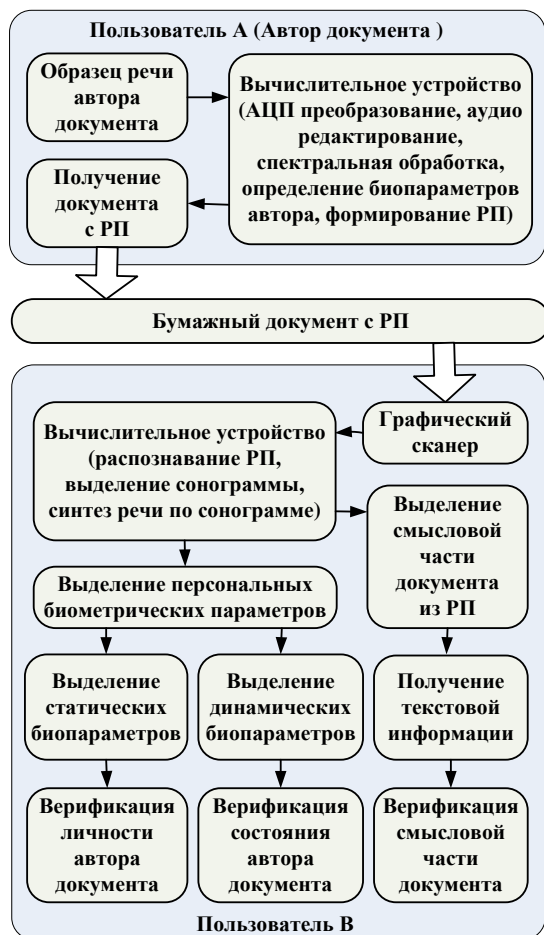 Пользователь А (Автор документа )
Образец речи
автора
документа
Вычислительное устройство
(АЦП преобразование, аудио
редактирование,
спектральная обработка,
определение биопараметров
автора, формирование РП)
Получение
документа
с РП
Бумажный документ с РП
Графический
сканер
Вычислительное устройство
(распознавание РП,
выделение сонограммы,
синтез речи по сонограмме)
Выделение
смысловой
части
документа
из РП
Выделение персональных
биометрических параметров
Выделение
статических
биопараметров
Выделение
динамических
биопараметров
Получение
текстовой
информации
Верификация
личности
автора
документа
Верификация
состояния
автора
документа
Верификация
смысловой
части
документа
Пользователь В